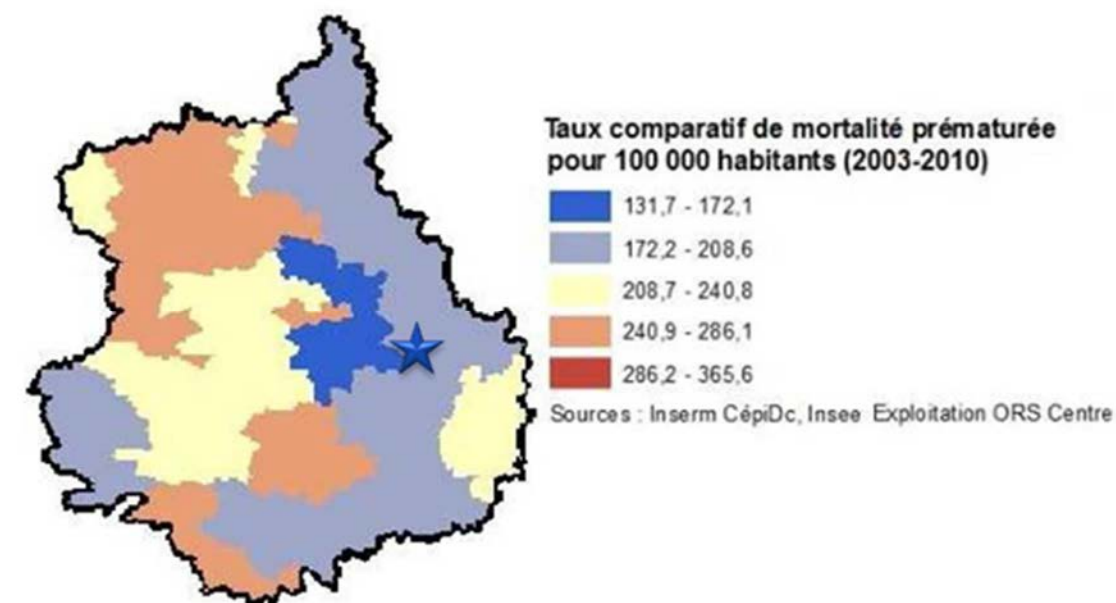 Taux comparatif de mortalité prématurée
pour 100 000 habitants (2003-2010)
131,7 - 172,1
172,2 - 208,6
208,7 - 240,8
240,9 - 286,1
286,2 - 365,6
Sources : Inserm CépiDc, Insee Exploitation ORS Centre